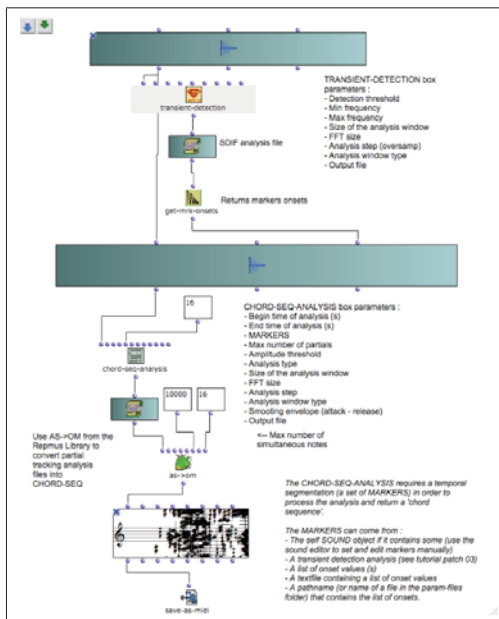 TRANSIENT-DETECTION box
parameters :
- Detection threshold
- Min frequency
- Max frequency
- Size of the analysis window
- FFT size
- Analysis step (oversamp)
- Analysis window type
- Output file
transient-detection
SDIF analysis file
Returns markers onsets
get-mrk-onsets
16
CHORD-SEQ-ANALYSIS box parameters :
- Begin time of analysis (s)
- End time of analysis (s)
- MARKERS
- Max number of partials
- Amplitude threshold
- Analysis type
- Size of the analysis window
- FFT size
- Analysis step
- Analysis window type
- Smooting envelope (attack - release)
- Output file
chord-seq-analysis
10000
16
<-- Max number of
simultaneous notes
Use AS->OM from the
Repmus Library to
convert partial
tracking analysis
files into
CHORD-SEQ
as->om
The CHORD-SEQ-ANALYSIS requires a temporal
segmentation (a set of MARKERS) in order to
process the analysis and return a 'chord
sequence'.
The MARKERS can come from :
- The self SOUND object if it contains some (use the
sound editor to set and edit markers manually)
- A transient detection analysis (see tutorial patch 03)
- A list of onset values (s)
- A textfile containing a list of onset values
- A pathname (or name of a file in the param-files
folder) that contains the list of onsets.
save-as-midi